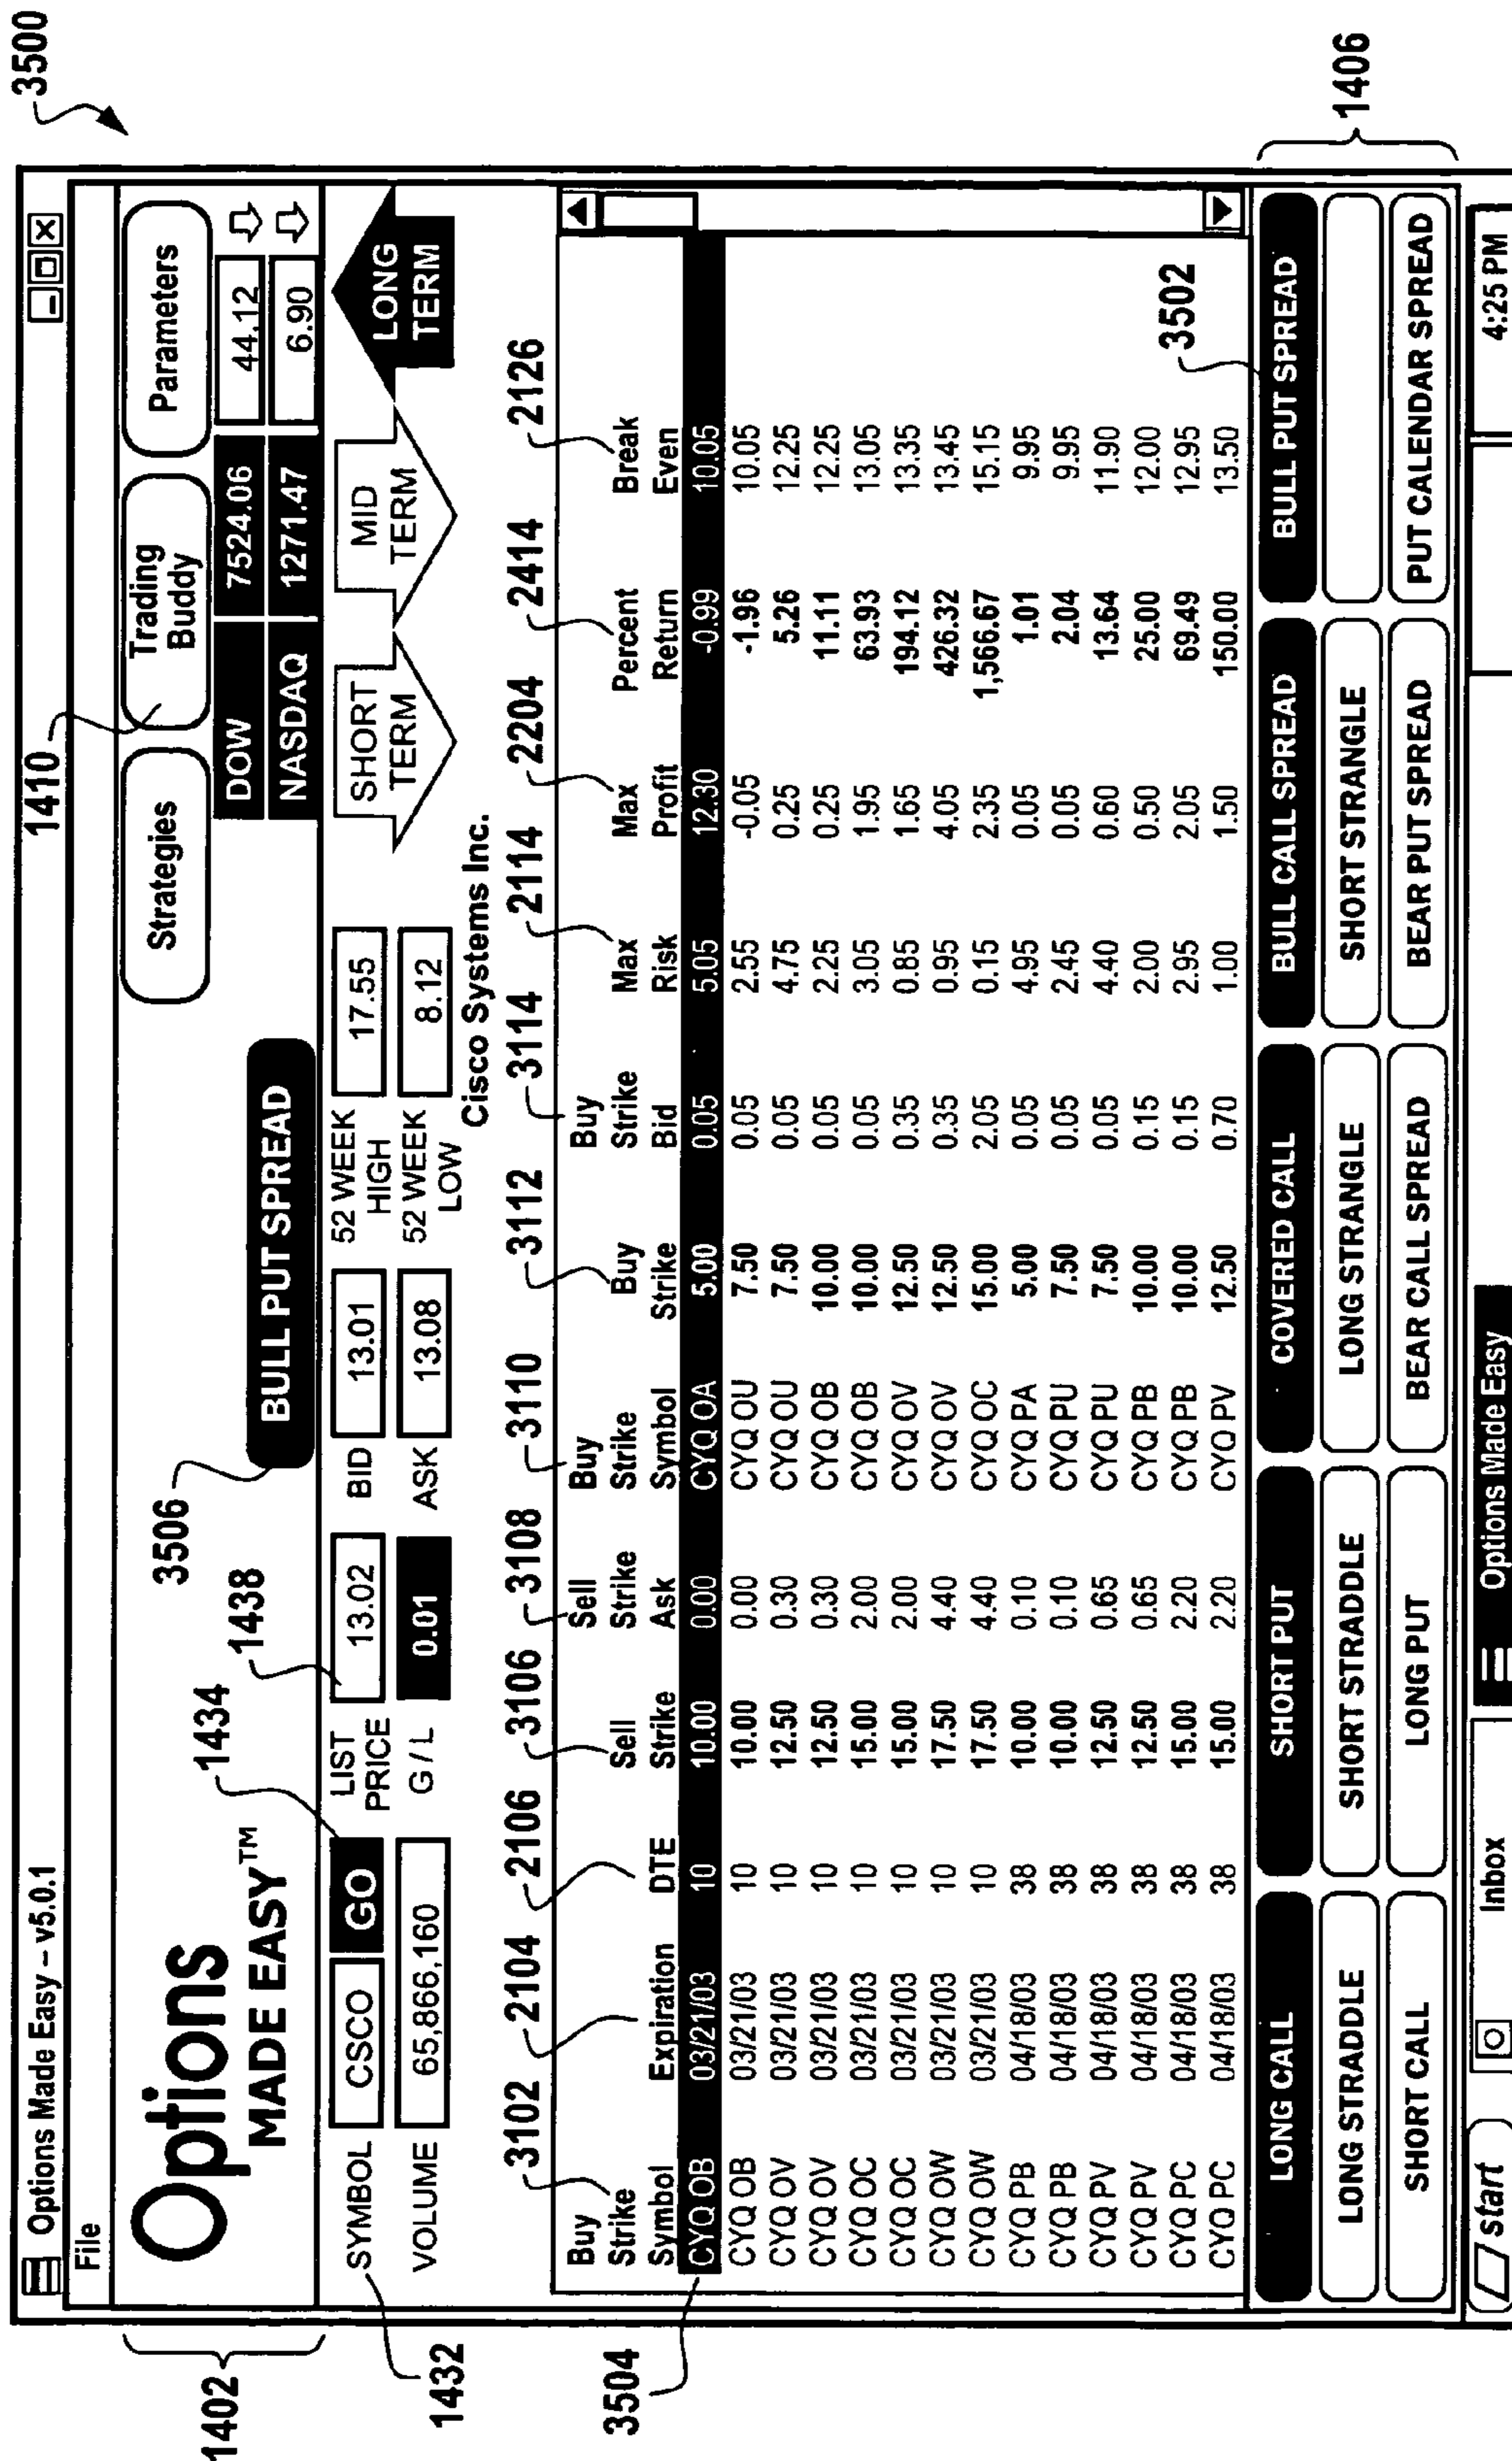 3500
Options Made Easy – v5.0.1
File
1410
Options
MADE EASY™
Strategies
Trading
Buddy
Parameters
3506
BULL PUT SPREAD
DOW 7524.06 44.12
NASDAQ 1271.47 6.90
1402
1434
1438
SYMBOL CSCO GO
LIST
PRICE 13.02
BID 13.01
52 WEEK
HIGH 17.55
SHORT
TERM
MID
TERM
LONG
TERM
VOLUME 65,866,160
G / L 0.01
ASK 13.08
52 WEEK
LOW 8.12
1432
Cisco Systems Inc.
3102 2104 2106 3106 3108 3110 3112 3114 2114 2204 2414 2126
Buy Sell Buy Buy
Strike Sell Strike Strike Buy Strike Max Max Percent Break
Symbol Expiration DTE Strike Ask Symbol Strike Bid Risk Profit Return Even
CYQ OB 03/21/03 10 10.00 0.00 CYQ OA 5.00 0.05 5.05 12.30 -0.99 10.05
CYQ OB 03/21/03 10 10.00 0.00 CYQ OU 7.50 0.05 2.55 -0.05 -1.96 10.05
CYQ OV 03/21/03 10 12.50 0.30 CYQ OU 7.50 0.05 4.75 0.25 5.26 12.25
CYQ OV 03/21/03 10 12.50 0.30 CYQ OB 10.00 0.05 2.25 0.25 11.11 12.25
CYQ OC 03/21/03 10 15.00 2.00 CYQ OB 10.00 0.05 3.05 1.95 63.93 13.05
CYQ OC 03/21/03 10 15.00 2.00 CYQ OV 12.50 0.35 0.85 1.65 194.12 13.35
CYQ OW 03/21/03 10 17.50 4.40 CYQ OV 12.50 0.35 0.95 4.05 426.32 13.45
CYQ OW 03/21/03 10 17.50 4.40 CYQ OC 15.00 2.05 0.15 2.35 1,566.67 15.15
CYQ PB 04/18/03 38 10.00 0.10 CYQ PA 5.00 0.05 4.95 0.05 1.01 9.95
CYQ PB 04/18/03 38 10.00 0.10 CYQ PU 7.50 0.05 2.45 0.05 2.04 9.95
CYQ PV 04/18/03 38 12.50 0.65 CYQ PU 7.50 0.05 4.40 0.60 13.64 11.90
CYQ PV 04/18/03 38 12.50 0.65 CYQ PB 10.00 0.15 2.00 0.50 25.00 12.00
CYQ PC 04/18/03 38 15.00 2.20 CYQ PB 10.00 0.15 2.95 2.05 69.49 12.95
CYQ PC 04/18/03 38 15.00 2.20 CYQ PV 12.50 0.70 1.00 1.50 150.00 13.50
3504
3502
LONG CALL SHORT PUT COVERED CALL BULL CALL SPREAD BULL PUT SPREAD
LONG STRADDLE SHORT STRADDLE LONG STRANGLE SHORT STRANGLE
SHORT CALL LONG PUT BEAR CALL SPREAD BEAR PUT SPREAD PUT CALENDAR SPREAD
1406
start Inbox Options Made Easy 4:25 PM